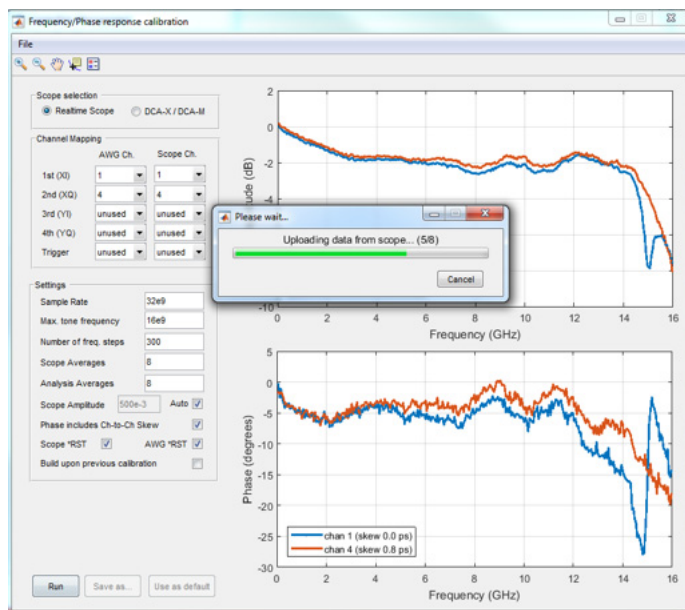 Frequency/Phase response calibration
File
Scope selection
Realtime Scope
DCA-X / DCA-M
Channel Mapping
AWG Ch.
Scope Ch.
1st (XI)
1
1
2nd (XQ)
4
4
3rd (YI)
unused
unused
4th (YQ)
unused
unused
Trigger
unused
unused
Settings
Sample Rate
32e9
Max. tone frequency
16e9
Number of freq. steps
300
Scope Averages
8
Analysis Averages
8
Scope Amplitude
500e-3
Auto
Phase includes Ch-to-Ch Skew
Scope *RST
AWG *RST
Build upon previous calibration
Run
Save as...
Use as default
2
0
-2
-10
0
2
4
6
8
10
12
14
16
Frequency (GHz)
(dB)
Please wait...
Uploading data from scope... (5/8)
Cancel
5
0
-5
-10
-15
-20
-25
-30
Phase (degrees)
chan 1 (skew 0.0 ps)
chan 4 (skew 0.8 ps)
0
2
4
6
8
10
12
14
16
Frequency (GHz)